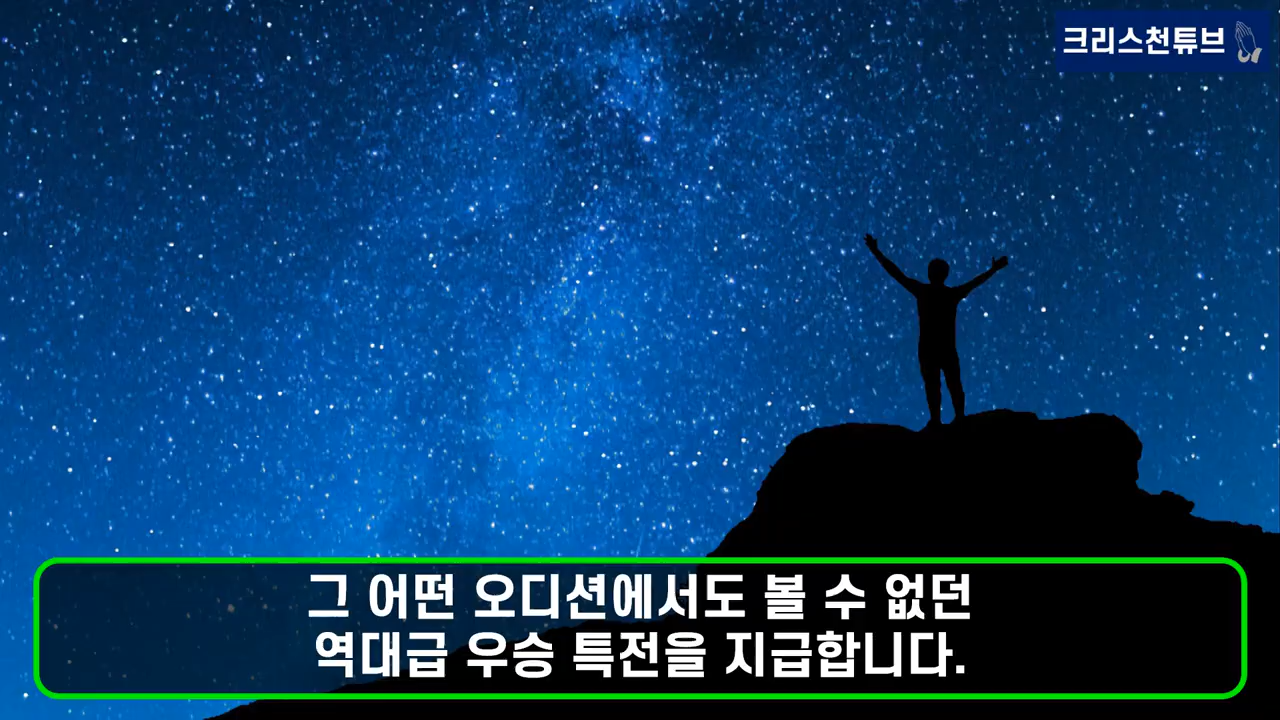 크리스천튜브
그 어떤 오디션에서도 볼 수 없던
역대급 우승 특전을 지급합니다.